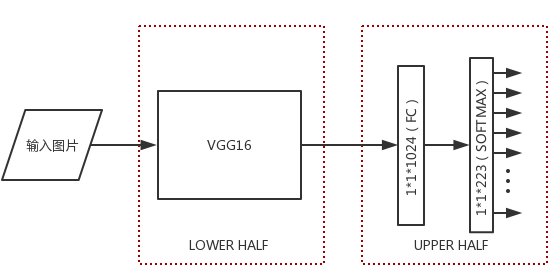 输入图片
VGG16
1*1*1024（FC）
1*1*223（SOFTMAX）
LOWER HALF
UPPER HALF